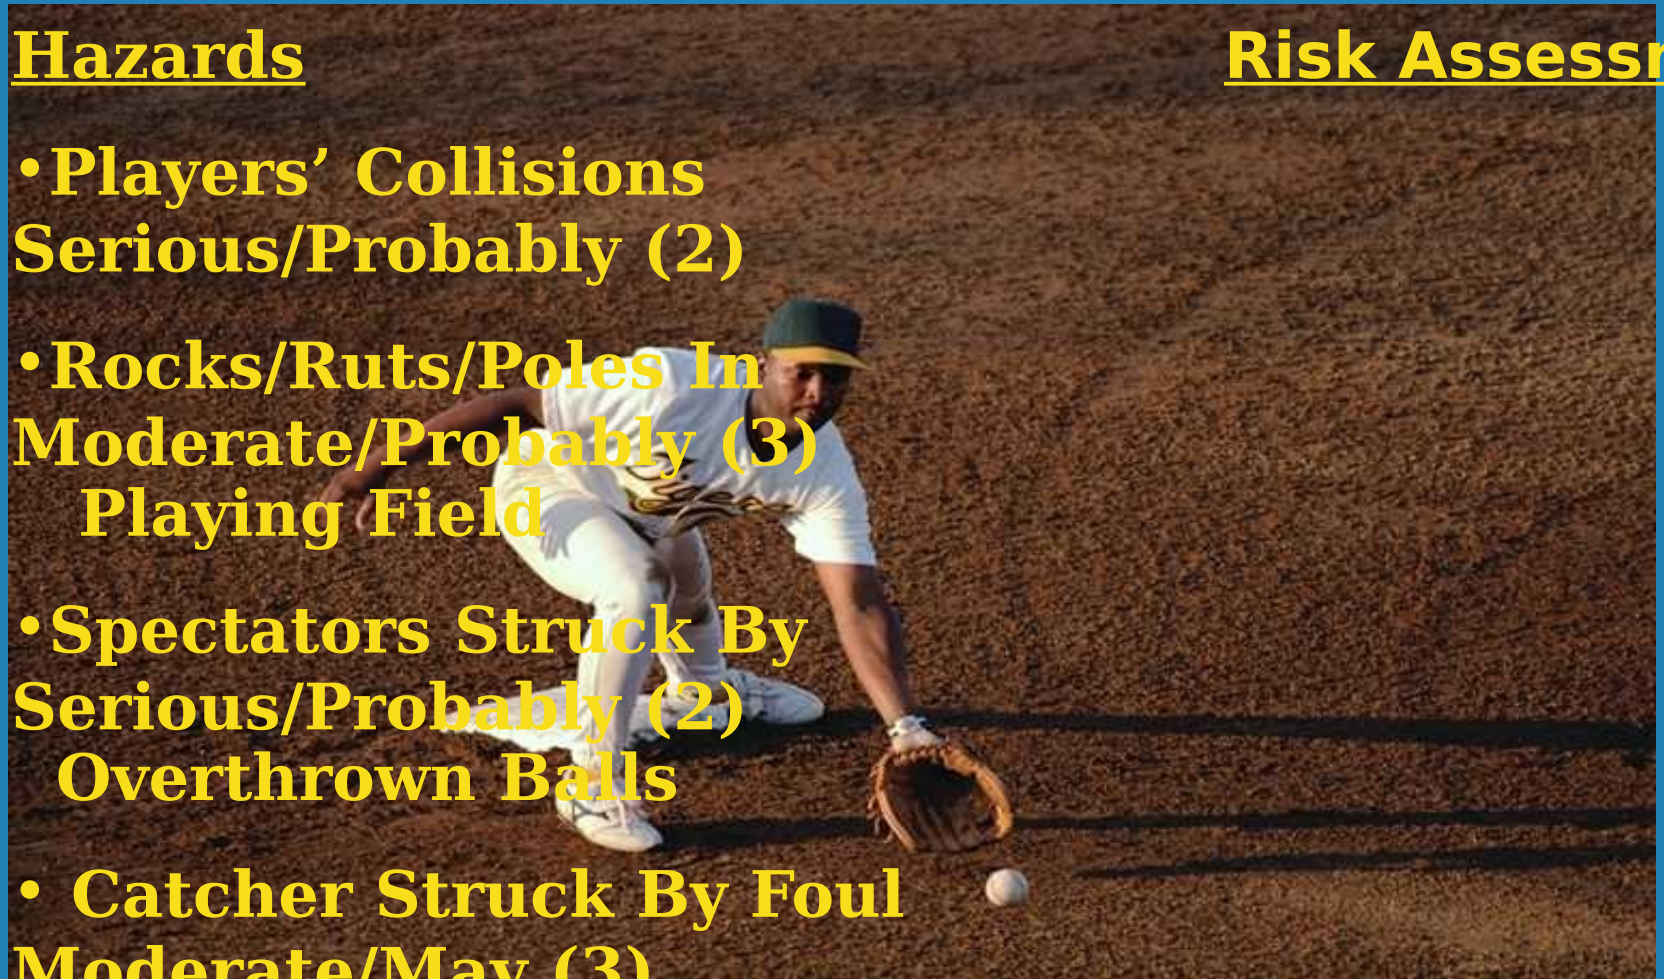 Hazards Risk Assessm
•Players’ Collisions
Serious/Probably (2)
•Rocks/Ruts/Poles In
Moderate/Probably (3)
Playing Field
•Spectators Struck By
Serious/Probably (2)
Overthrown Balls
• Catcher Struck By Foul
Moderate/May (3)